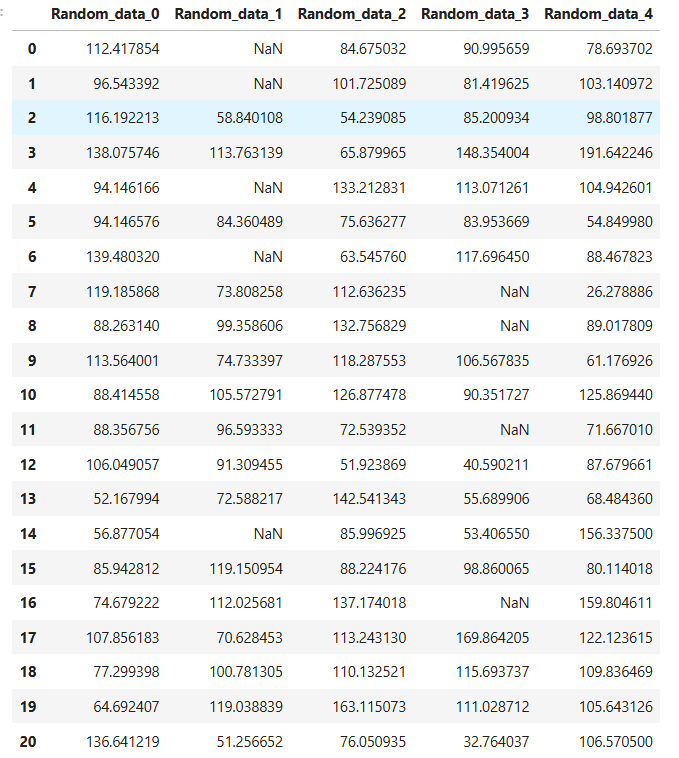 Random_data_0 Random_data_1 Random_data_2 Random_data_3 Random_data_4
0 112.417854 NaN 84.675032 90.995659 78.693702
1 96.543392 NaN 101.725089 81.419625 103.140972
2 116.192213 58.840108 54.239085 85.200934 98.801877
3 138.075746 113.763139 65.879965 148.354004 191.642246
4 94.146166 NaN 133.212831 113.071261 104.942601
5 94.146576 84.360489 75.636277 83.953669 54.849980
6 139.480320 NaN 63.545760 117.696450 88.467823
7 119.185868 73.808258 112.636235 NaN 26.278886
8 88.263140 99.358606 132.756829 NaN 89.017809
9 113.564001 74.733397 118.287553 106.567835 61.176926
10 88.414558 105.572791 126.877478 90.351727 125.869440
11 88.356756 96.593333 72.539352 NaN 71.667010
12 106.049057 91.309455 51.923869 40.590211 87.679661
13 52.167994 72.588217 142.541343 55.689906 68.484360
14 56.877054 NaN 85.996925 53.406550 156.337500
15 85.942812 119.150954 88.224176 98.860065 80.114018
16 74.679222 112.025681 137.174018 NaN 159.804611
17 107.856183 70.628453 113.243130 169.864205 122.123615
18 77.299398 100.781305 110.132521 115.693737 109.836469
19 64.692407 119.038839 163.115073 111.028712 105.643126
20 136.641219 51.256652 76.050935 32.764037 106.570500